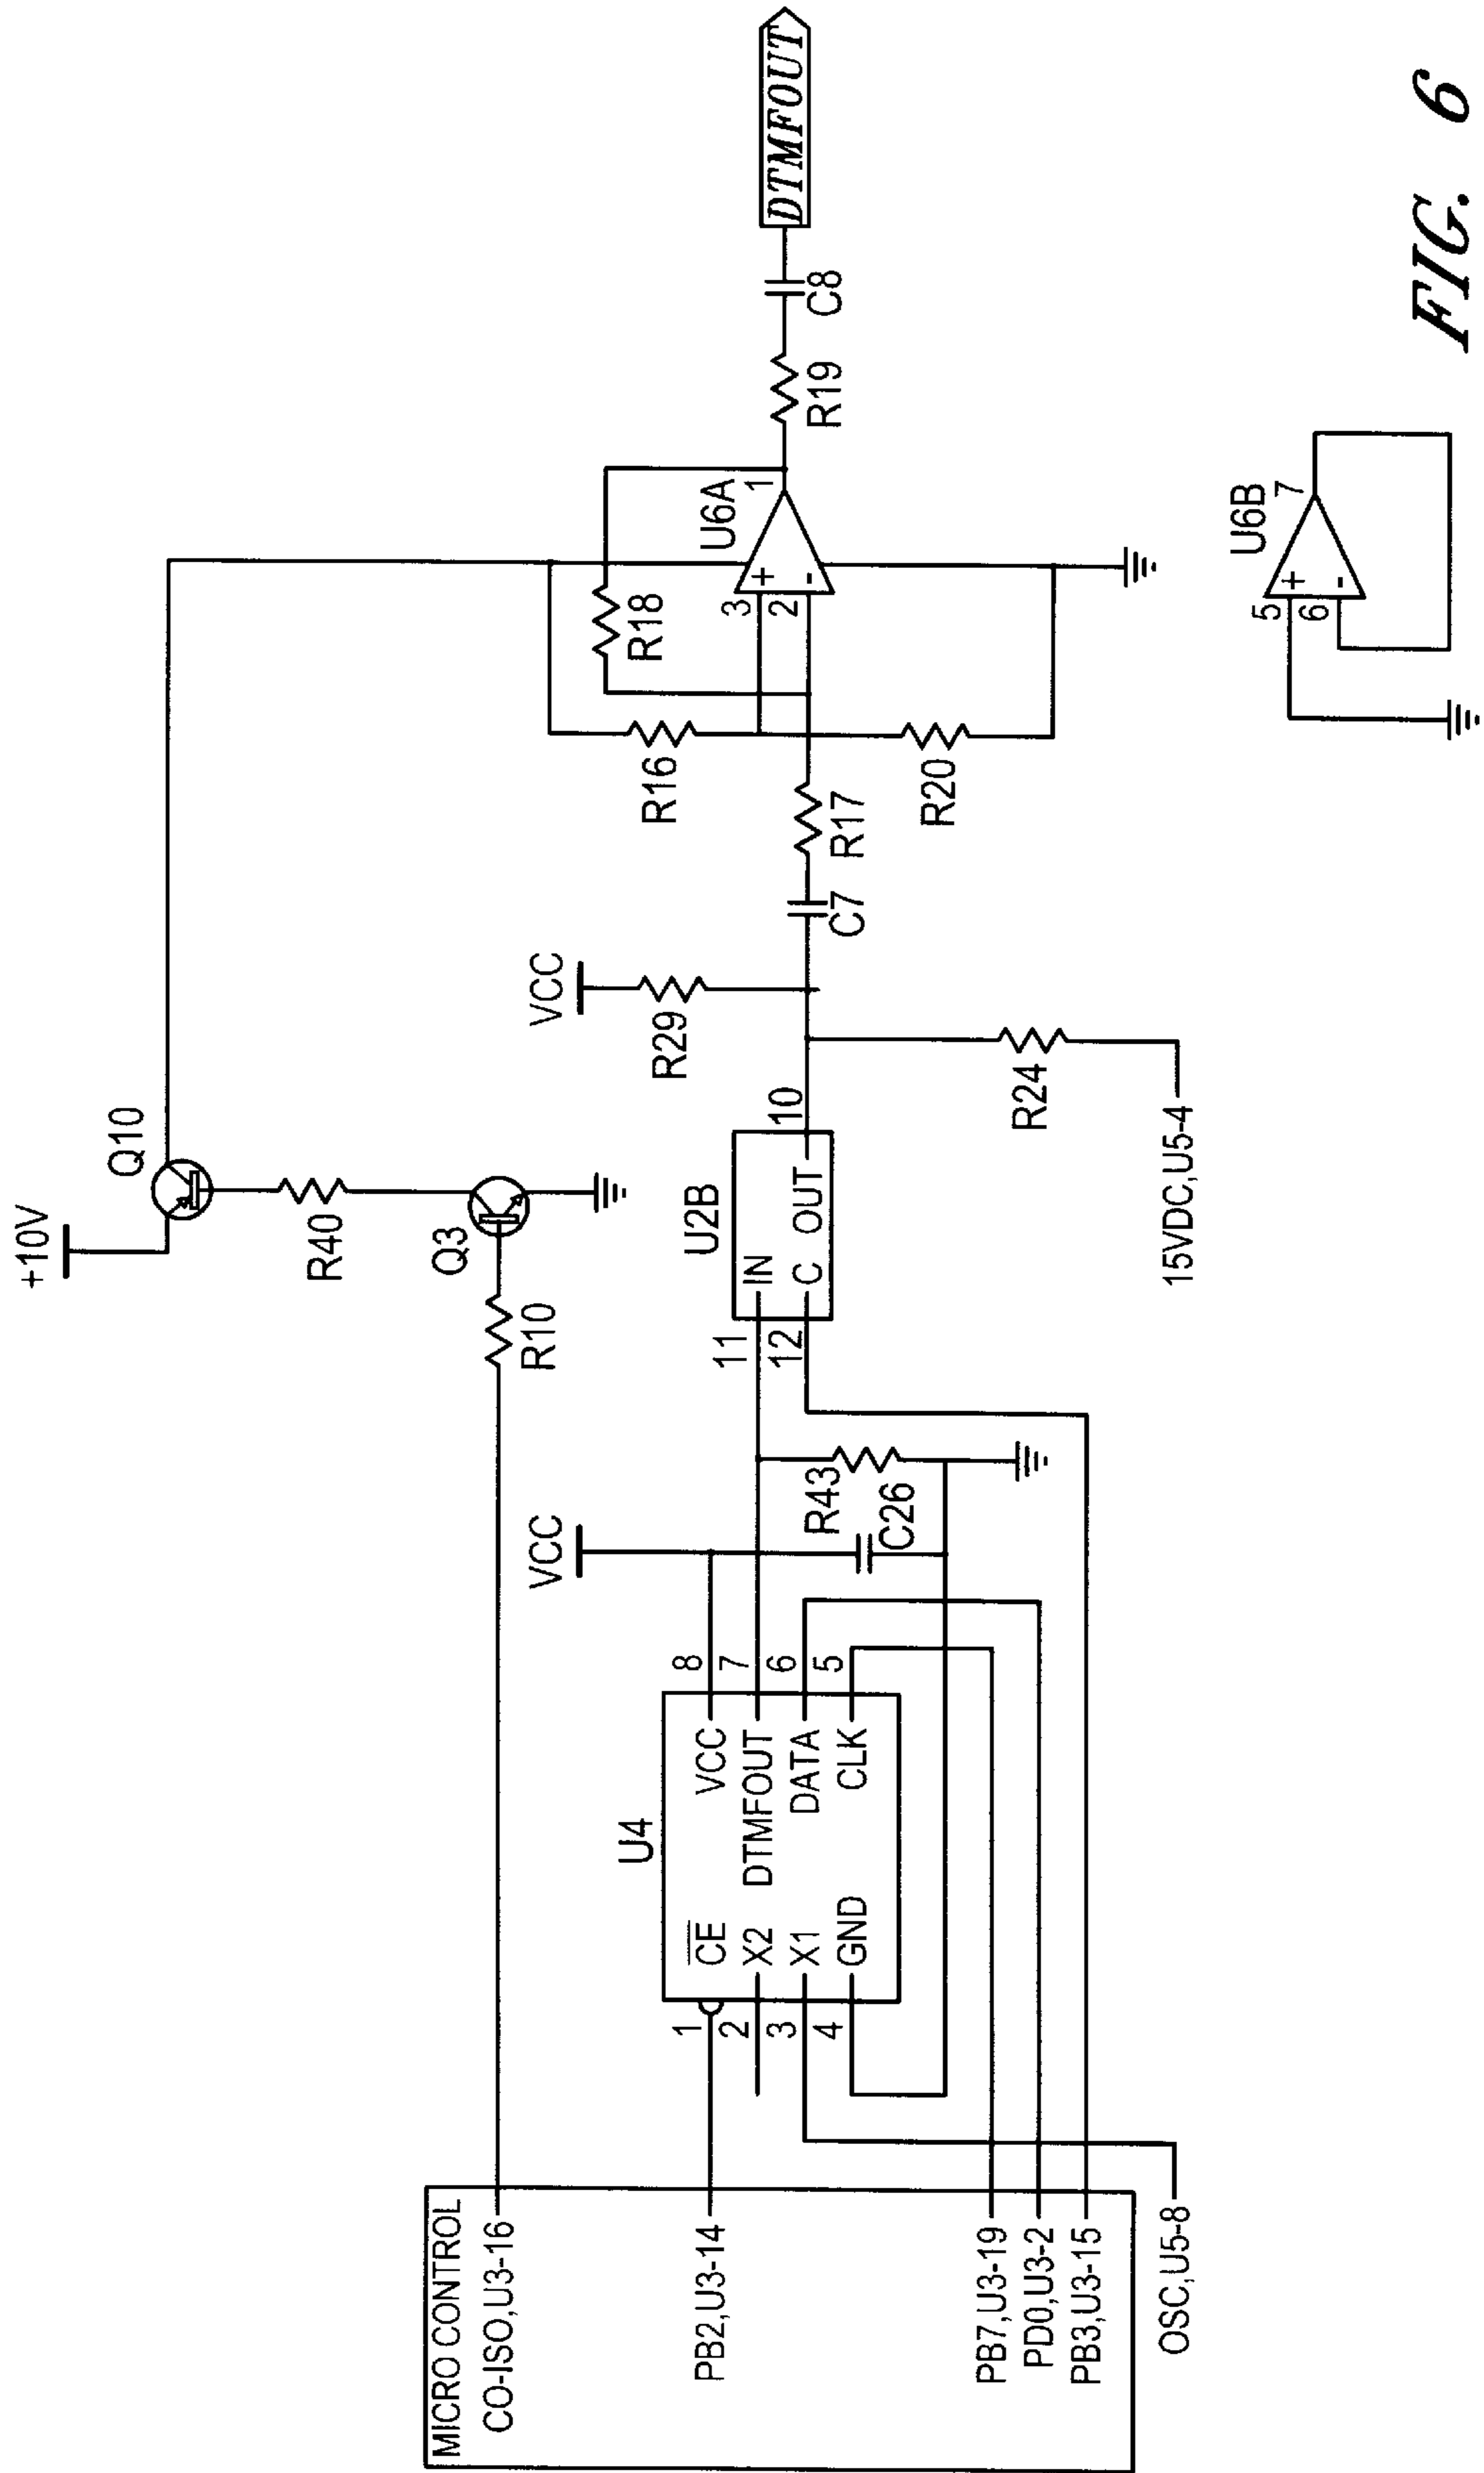 +10V
Q10
R40
Q3
R10
MICRO CONTROL
CO-ISO,U3-16
PB2,U3-14
PB7,U3-19
PD0,U3-2
PB3,U3-15
OSC,U5-8
U4
1
2
3
4
CE
X2
X1
GND
VCC
DTMFOUT
DATA
CLK
8
7
6
5
VCC
R43
C26
11
12
U2B
IN
C OUT
10
VCC
R29
R24
15VDC,U5-4
C7
R17
R16
R20
R18
3
2
+
-
U6A
1
R19
C8
DTMFOUT
5
6
+
-
U6B
7
FIG. 6